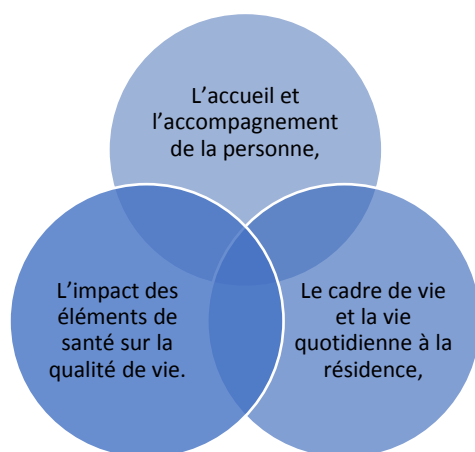 L’accueil et
l’accompagnement
de la personne,
L’impact des
éléments de
santé sur la
qualité de vie.
Le cadre de vie
et la vie
quotidienne à la
résidence,